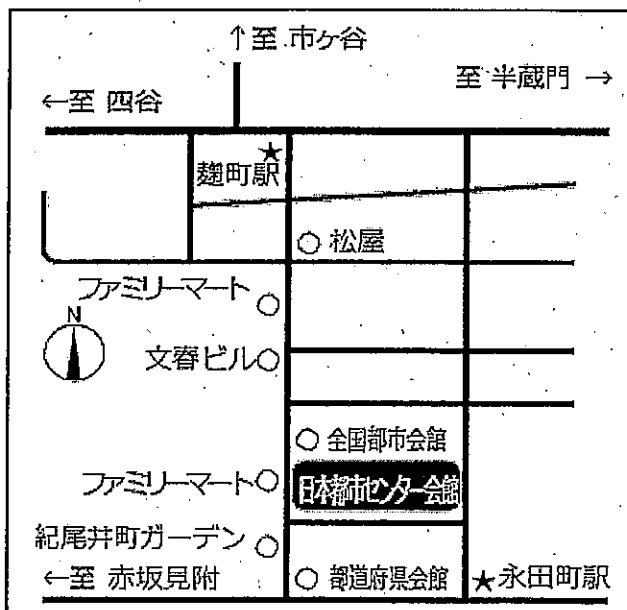 ↑至 市ヶ谷
至 半蔵門 →
←至 四谷
★
麹町駅
松屋
ファミリーマート
N
文春ビル
全国都市会館
ファミリーマート
日本都市センター会館
紀尾井町ガーデン
←至 赤坂見附
都道府県会館
★永田町駅